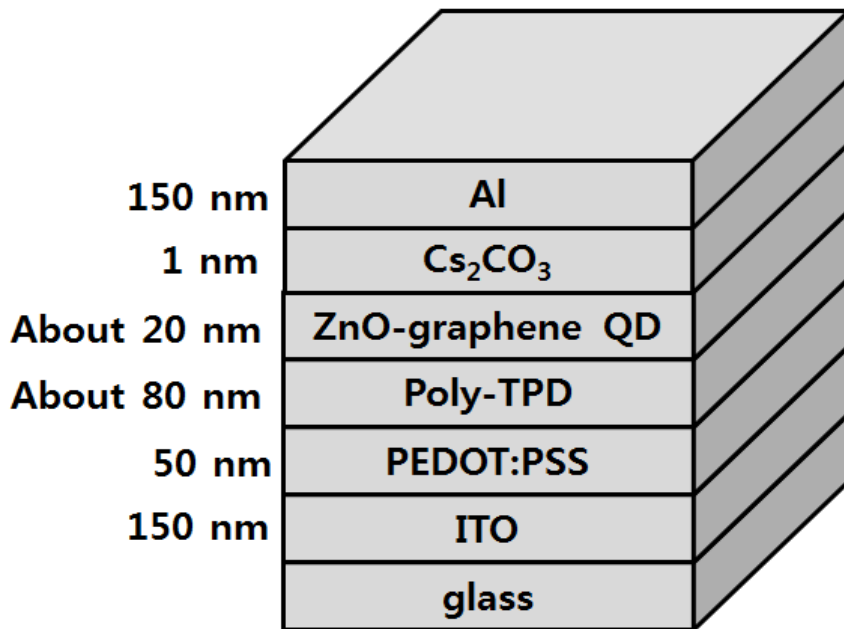 150 nm Al
1 nm Cs₂CO₃
About 20 nm ZnO-graphene QD
About 80 nm Poly-TPD
50 nm PEDOT:PSS
150 nm ITO
glass